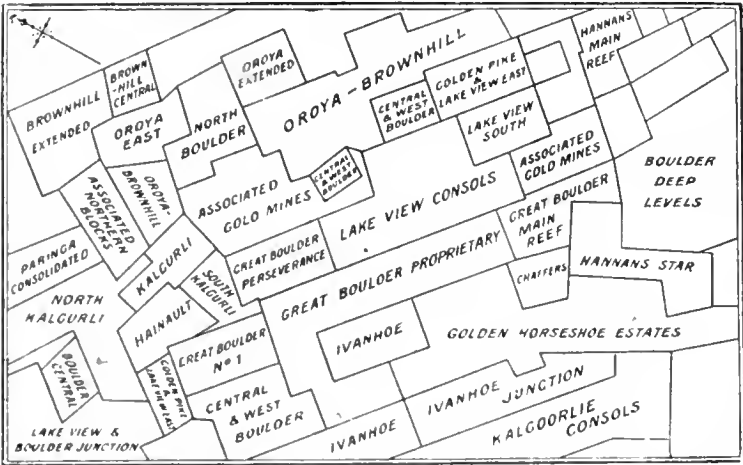 BROWNHILL
EXTENDED
BROWN
-HILL
CENTRAL
OROYA
EAST
NORTH
BOULDER
OROYA
EXTENDED
OROYA-BROWNHILL
CENTRAL
& WEST
BOULDER
GOLDEN PIKE
&
LAKE VIEW EAST
HANNANS
MAIN
REEF
LAKE VIEW
SOUTH
ASSOCIATED
GOLD MINES
BOULDER
DEEP
LEVELS
ASSOCIATED
NORTHERN
BLOCKS
OROYA-
BROWNHILL
ASSOCIATED
GOLD MINES
CENTRAL
& WEST
BOULDER
LAKE VIEW CONSOLS
GREAT BOULDER
MAIN
REEF
PARINGA
CONSOLIDATED
KALGURLI
SOUTH
KALGURLI
GREAT BOULDER
PERSEVERANCE
GREAT BOULDER PROPRIETARY
CHAFFERS
HANNANS STAR
NORTH
KALGURLI
HAINAULT
GREAT BOULDER
No 1
IVANHOE
GOLDEN HORSESHOE ESTATES
BOULDER
CENTRAL
GOLDEN PIKE
&
LAKE VIEW EAST
CENTRAL
& WEST
BOULDER
IVANHOE
IVANHOE
JUNCTION
KALGOORLIE
CONSOLS
LAKE VIEW &
BOULDER JUNCTION